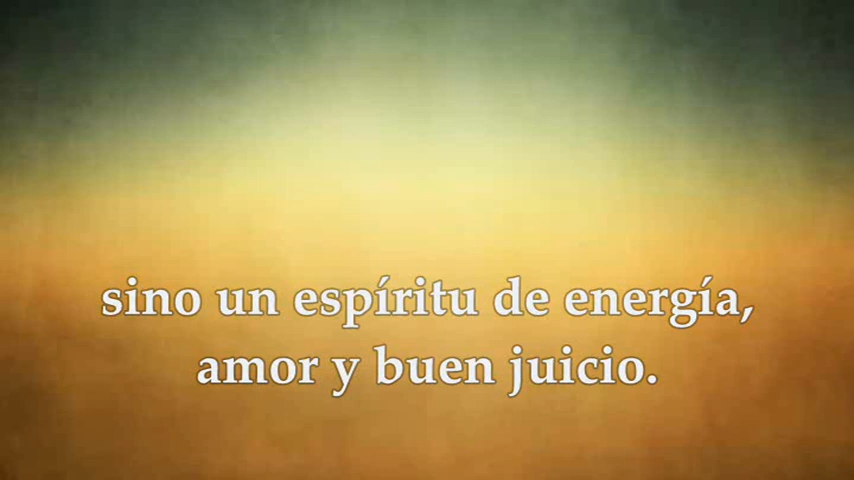 sino un espíritu de energía,
amor y buen juicio.